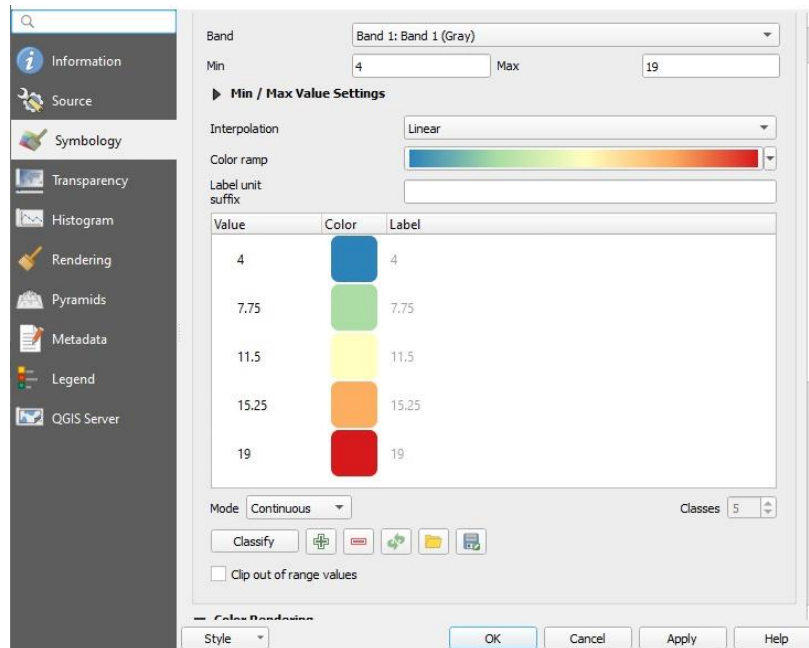 Information
Source
Symbology
Transparency
Histogram
Rendering
Pyramids
Metadata
Legend
QGIS Server
Band Band 1: Band 1 (Gray)
Min 4 Max 19
Min / Max Value Settings
Interpolation Linear
Color ramp
Label unit
suffix
Value Color Label
4 4
7.75 7.75
11.5 11.5
15.25 15.25
19 19
Mode Continuous Classes 5
Classify
Clip out of range values
Color Rendering
Style OK Cancel Apply Help